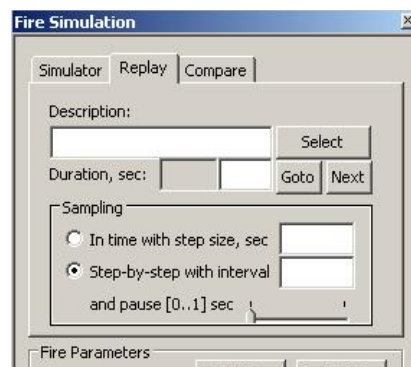 Fire Simulation
Simulator Replay Compare
Description:
Select
Duration, sec: Goto Next
Sampling
In time with step size, sec
Step-by-step with interval
and pause [0..1] sec
Fire Parameters